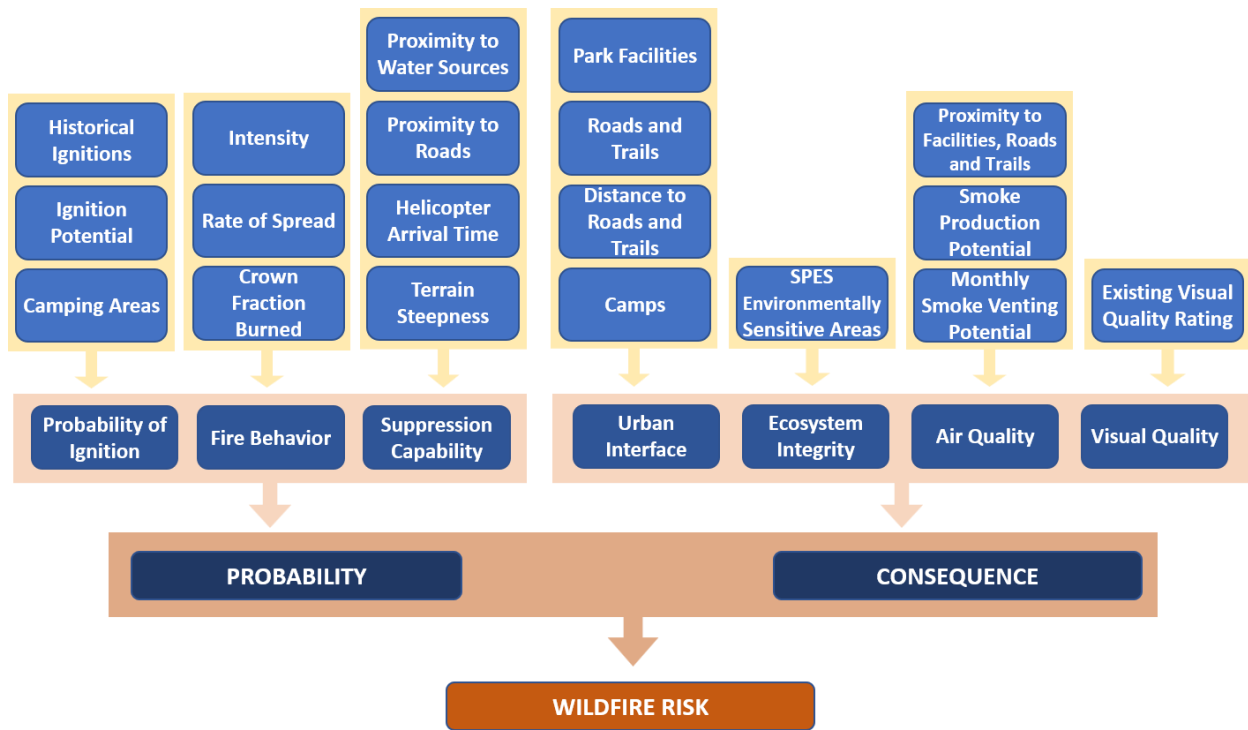 Historical
Ignitions
Ignition
Potential
Camping Areas
Intensity
Rate of Spread
Crown
Fraction
Burned
Proximity to
Water Sources
Proximity to
Roads
Helicopter
Arrival Time
Terrain
Steepness
Park Facilities
Roads and
Trails
Distance to
Roads and
Trails
Camps
SPES
Environmentally
Sensitive Areas
Proximity to
Facilities, Roads
and Trails
Smoke
Production
Potential
Monthly
Smoke Venting
Potential
Existing Visual
Quality Rating
Probability of
Ignition
Fire Behavior
Suppression
Capability
Urban
Interface
Ecosystem
Integrity
Air Quality
Visual Quality
PROBABILITY
CONSEQUENCE
WILDFIRE RISK